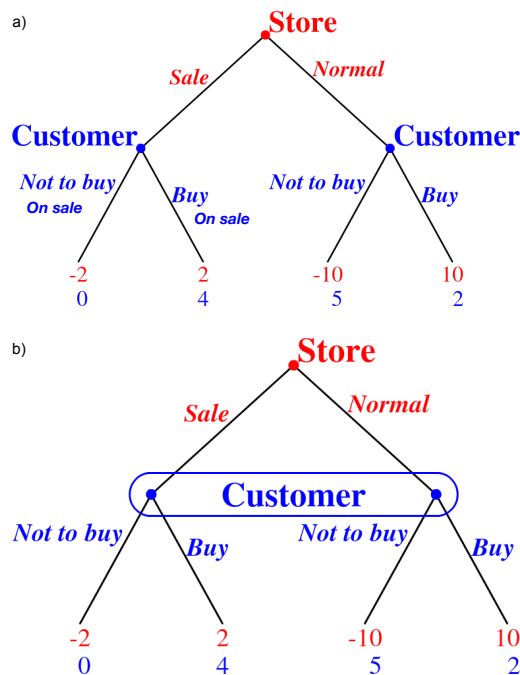 a)
Store
Sale Normal
Customer Customer
Not to buy Buy Not to buy Buy
On sale On sale
-2 2 -10 10
0 4 5 2
b)
Store
Sale Normal
Customer
Not to buy Buy Not to buy Buy
-2 2 -10 10
0 4 5 2